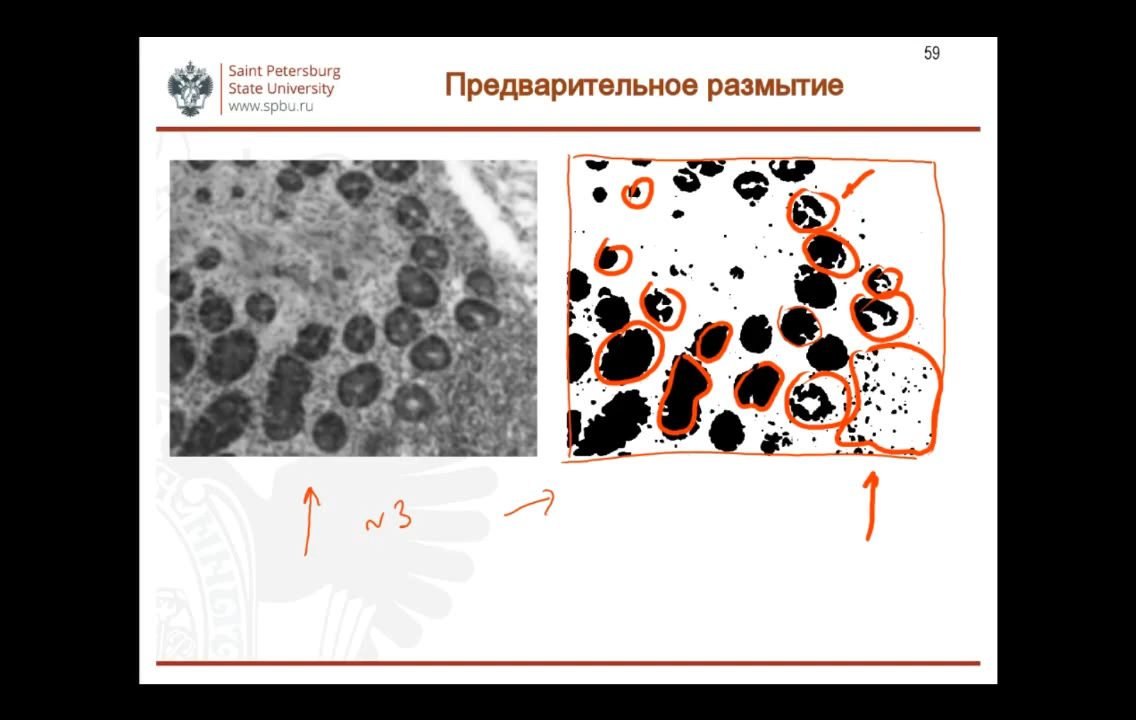 59
Saint Petersburg
State University
www.spbu.ru
Предварительное размытие
~3